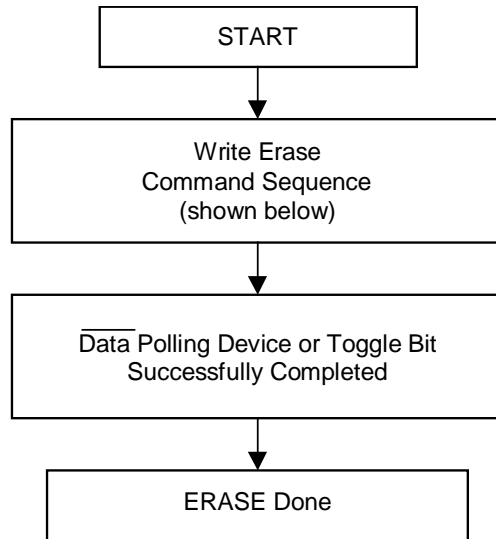 START
Write Erase
Command Sequence
(shown below)
Data Polling Device or Toggle Bit
Successfully Completed
ERASE Done